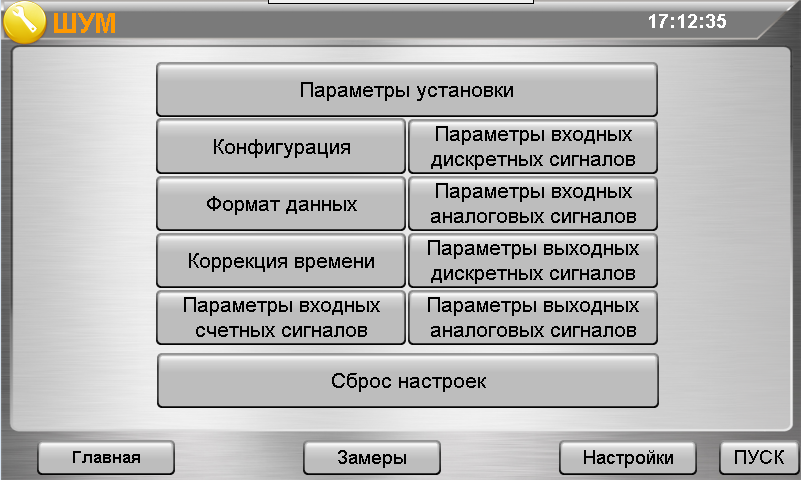 ШУМ
17:12:35
Параметры установки
Конфигурация
Параметры входных
дискретных сигналов
Формат данных
Параметры входных
аналоговых сигналов
Коррекция времени
Параметры выходных
дискретных сигналов
Параметры входных
счетных сигналов
Параметры выходных
аналоговых сигналов
Сброс настроек
Главная
Замеры
Настройки
ПУСК